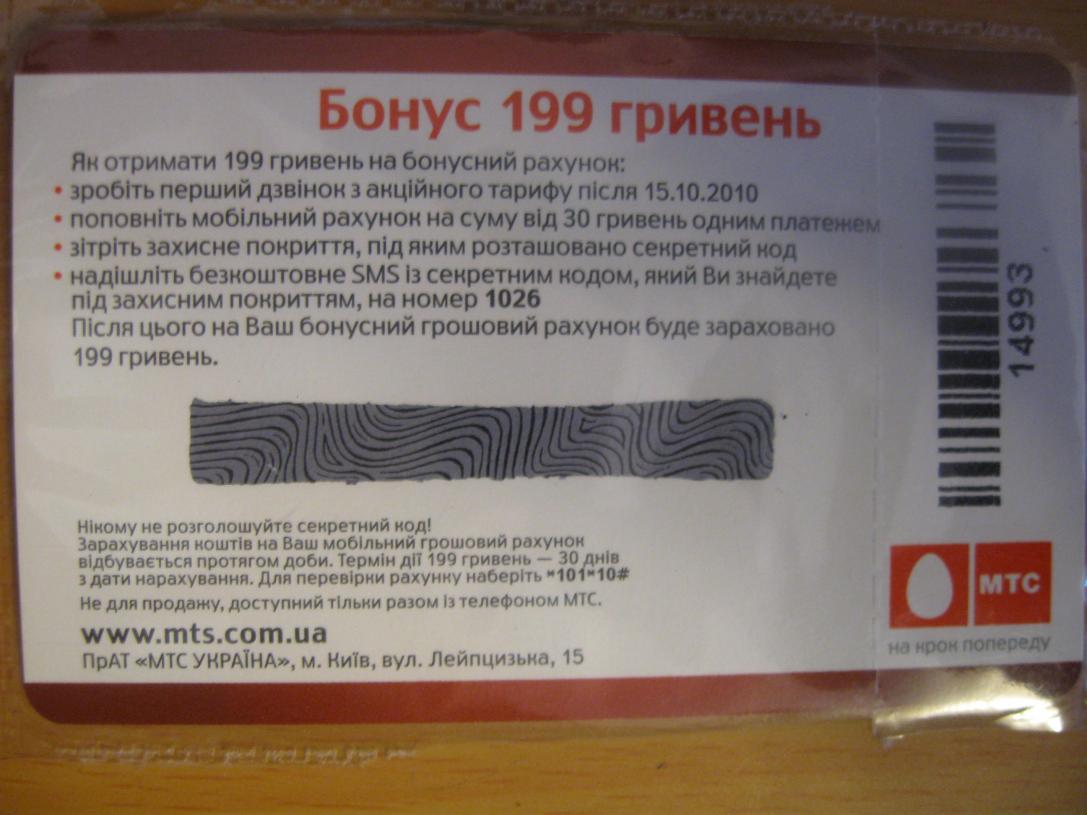 Бонус 199 гривень
Як отримати 199 гривень на бонусний рахунок:
• зробіть перший дзвінок з акційного тарифу після 15.10.2010
• поповніть мобільний рахунок на суму від 30 гривень одним платежем
• зітріть захисне покриття, під яким розташовано секретний код
• надішліть безкоштовне SMS із секретним кодом, який Ви знайдете
під захисним покриттям, на номер 1026
Після цього на Ваш бонусний грошовий рахунок буде зараховано
199 гривень.
Нікому не розголошуйте секретний код!
Зарахування коштів на Ваш мобільний грошовий рахунок
відбувається протягом доби. Термін дії 199 гривень — 30 днів
з дати нарахування. Для перевірки рахунку наберіть *101*10#
Не для продажу, доступний тільки разом із телефоном МТС.
www.mts.com.ua
ПрАТ «МТС УКРАЇНА», м. Київ, вул. Лейпцизька, 15
14993
МТС
на крок попереду